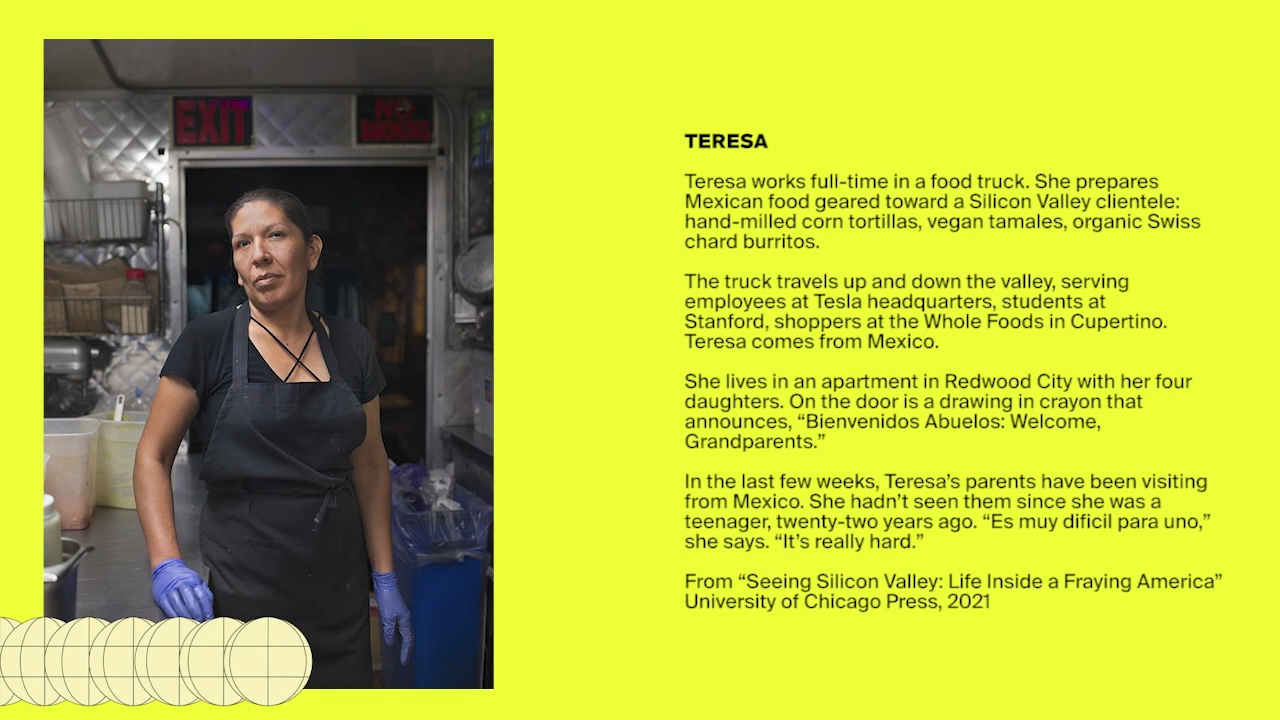 EXIT
NO
TERESA
Teresa works full-time in a food truck. She prepares
Mexican food geared toward a Silicon Valley clientele:
hand-milled corn tortillas, vegan tamales, organic Swiss
chard burritos.
The truck travels up and down the valley, serving
employees at Tesla headquarters, students at
Stanford, shoppers at the Whole Foods in Cupertino.
Teresa comes from Mexico.
She lives in an apartment in Redwood City with her four
daughters. On the door is a drawing in crayon that
announces, “Bienvenidos Abuelos: Welcome,
Grandparents.”
In the last few weeks, Teresa’s parents have been visiting
from Mexico. She hadn’t seen them since she was a
teenager, twenty-two years ago. “Es muy dificil para uno,”
she says. “It’s really hard.”
From “Seeing Silicon Valley: Life Inside a Fraying America”
University of Chicago Press, 2021